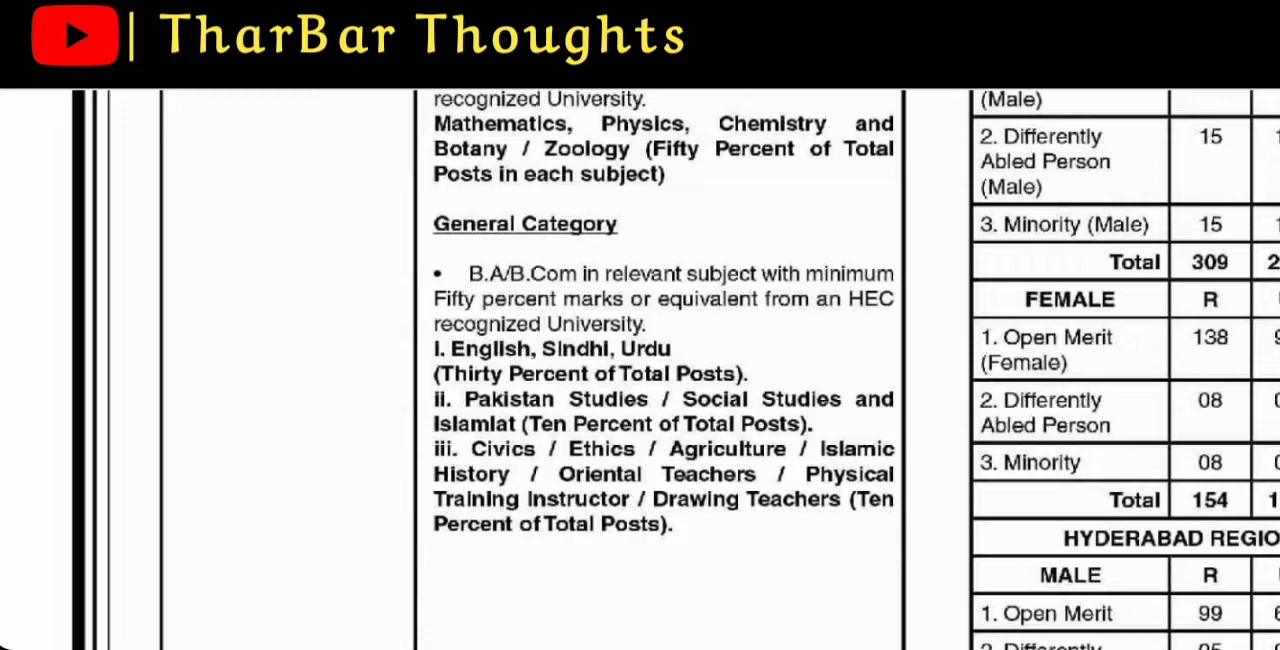 | TharBar Thoughts
recognized University.
Mathematics, Physics, Chemistry and
Botany / Zoology (Fifty Percent of Total
Posts in each subject)
General Category
• B.A/B.Com in relevant subject with minimum
Fifty percent marks or equivalent from an HEC
recognized University.
i. English, Sindhi, Urdu
(Thirty Percent of Total Posts).
ii. Pakistan Studies / Social Studies and
Islamiat (Ten Percent of Total Posts).
iii. Civics / Ethics / Agriculture / Islamic
History / Oriental Teachers / Physical
Training Instructor / Drawing Teachers (Ten
Percent of Total Posts).
(Male)
2. Differently 15
Abled Person
(Male)
3. Minority (Male) 15
Total 309
FEMALE R
1. Open Merit 138
(Female)
2. Differently 08
Abled Person
3. Minority 08
Total 154
HYDERABAD REGIO
MALE R
1. Open Merit 99
2. Differently 05